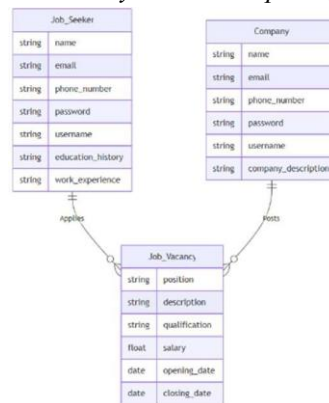 Job_Seeker
string name
string email
string phone_number
string password
string username
string education_history
string work_experience
Company
string name
string email
string phone_number
string password
string username
string company_description
Applies
Posts
Job_Vacancy
string position
string description
string qualification
float salary
date opening_date
date closing_date